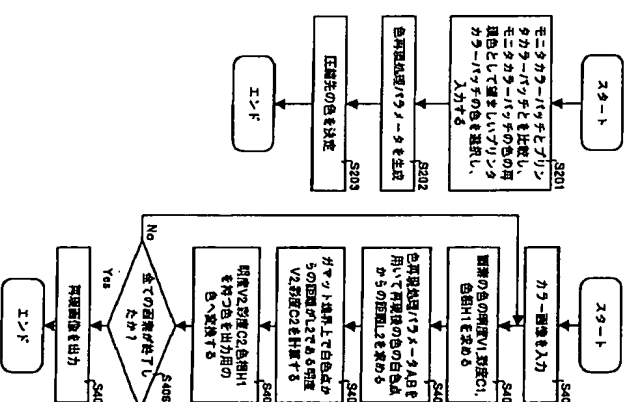 スタート
モニタカラーパッチとプリン
タカラーパッチとを比較し、
モニタカラーパッチの色の再
現色として望ましいプリンタ
カラーパッチの色を選択し、
入力する
S201
色再現処理パラメータを生成
S202
圧縮先の色を決定
S203
エンド
スタート
カラー画像を入力
S40
画素の色の明度V1,彩度C1,
色相H1を求める
S40
色再現処理パラメータA,Bを
用いて再現後の色の白色点
からの距離L2を求める
S40
ガマット境界上で白色点か
らの距離がL2である明度
V2,彩度C2を計算する
S40
明度V2,彩度C2,色相H1
を持つ色を出力用の
色へ変換する
S40
全ての画素が終了し
たか?
S406
No
Yes
再現画像を出力
S40
エンド